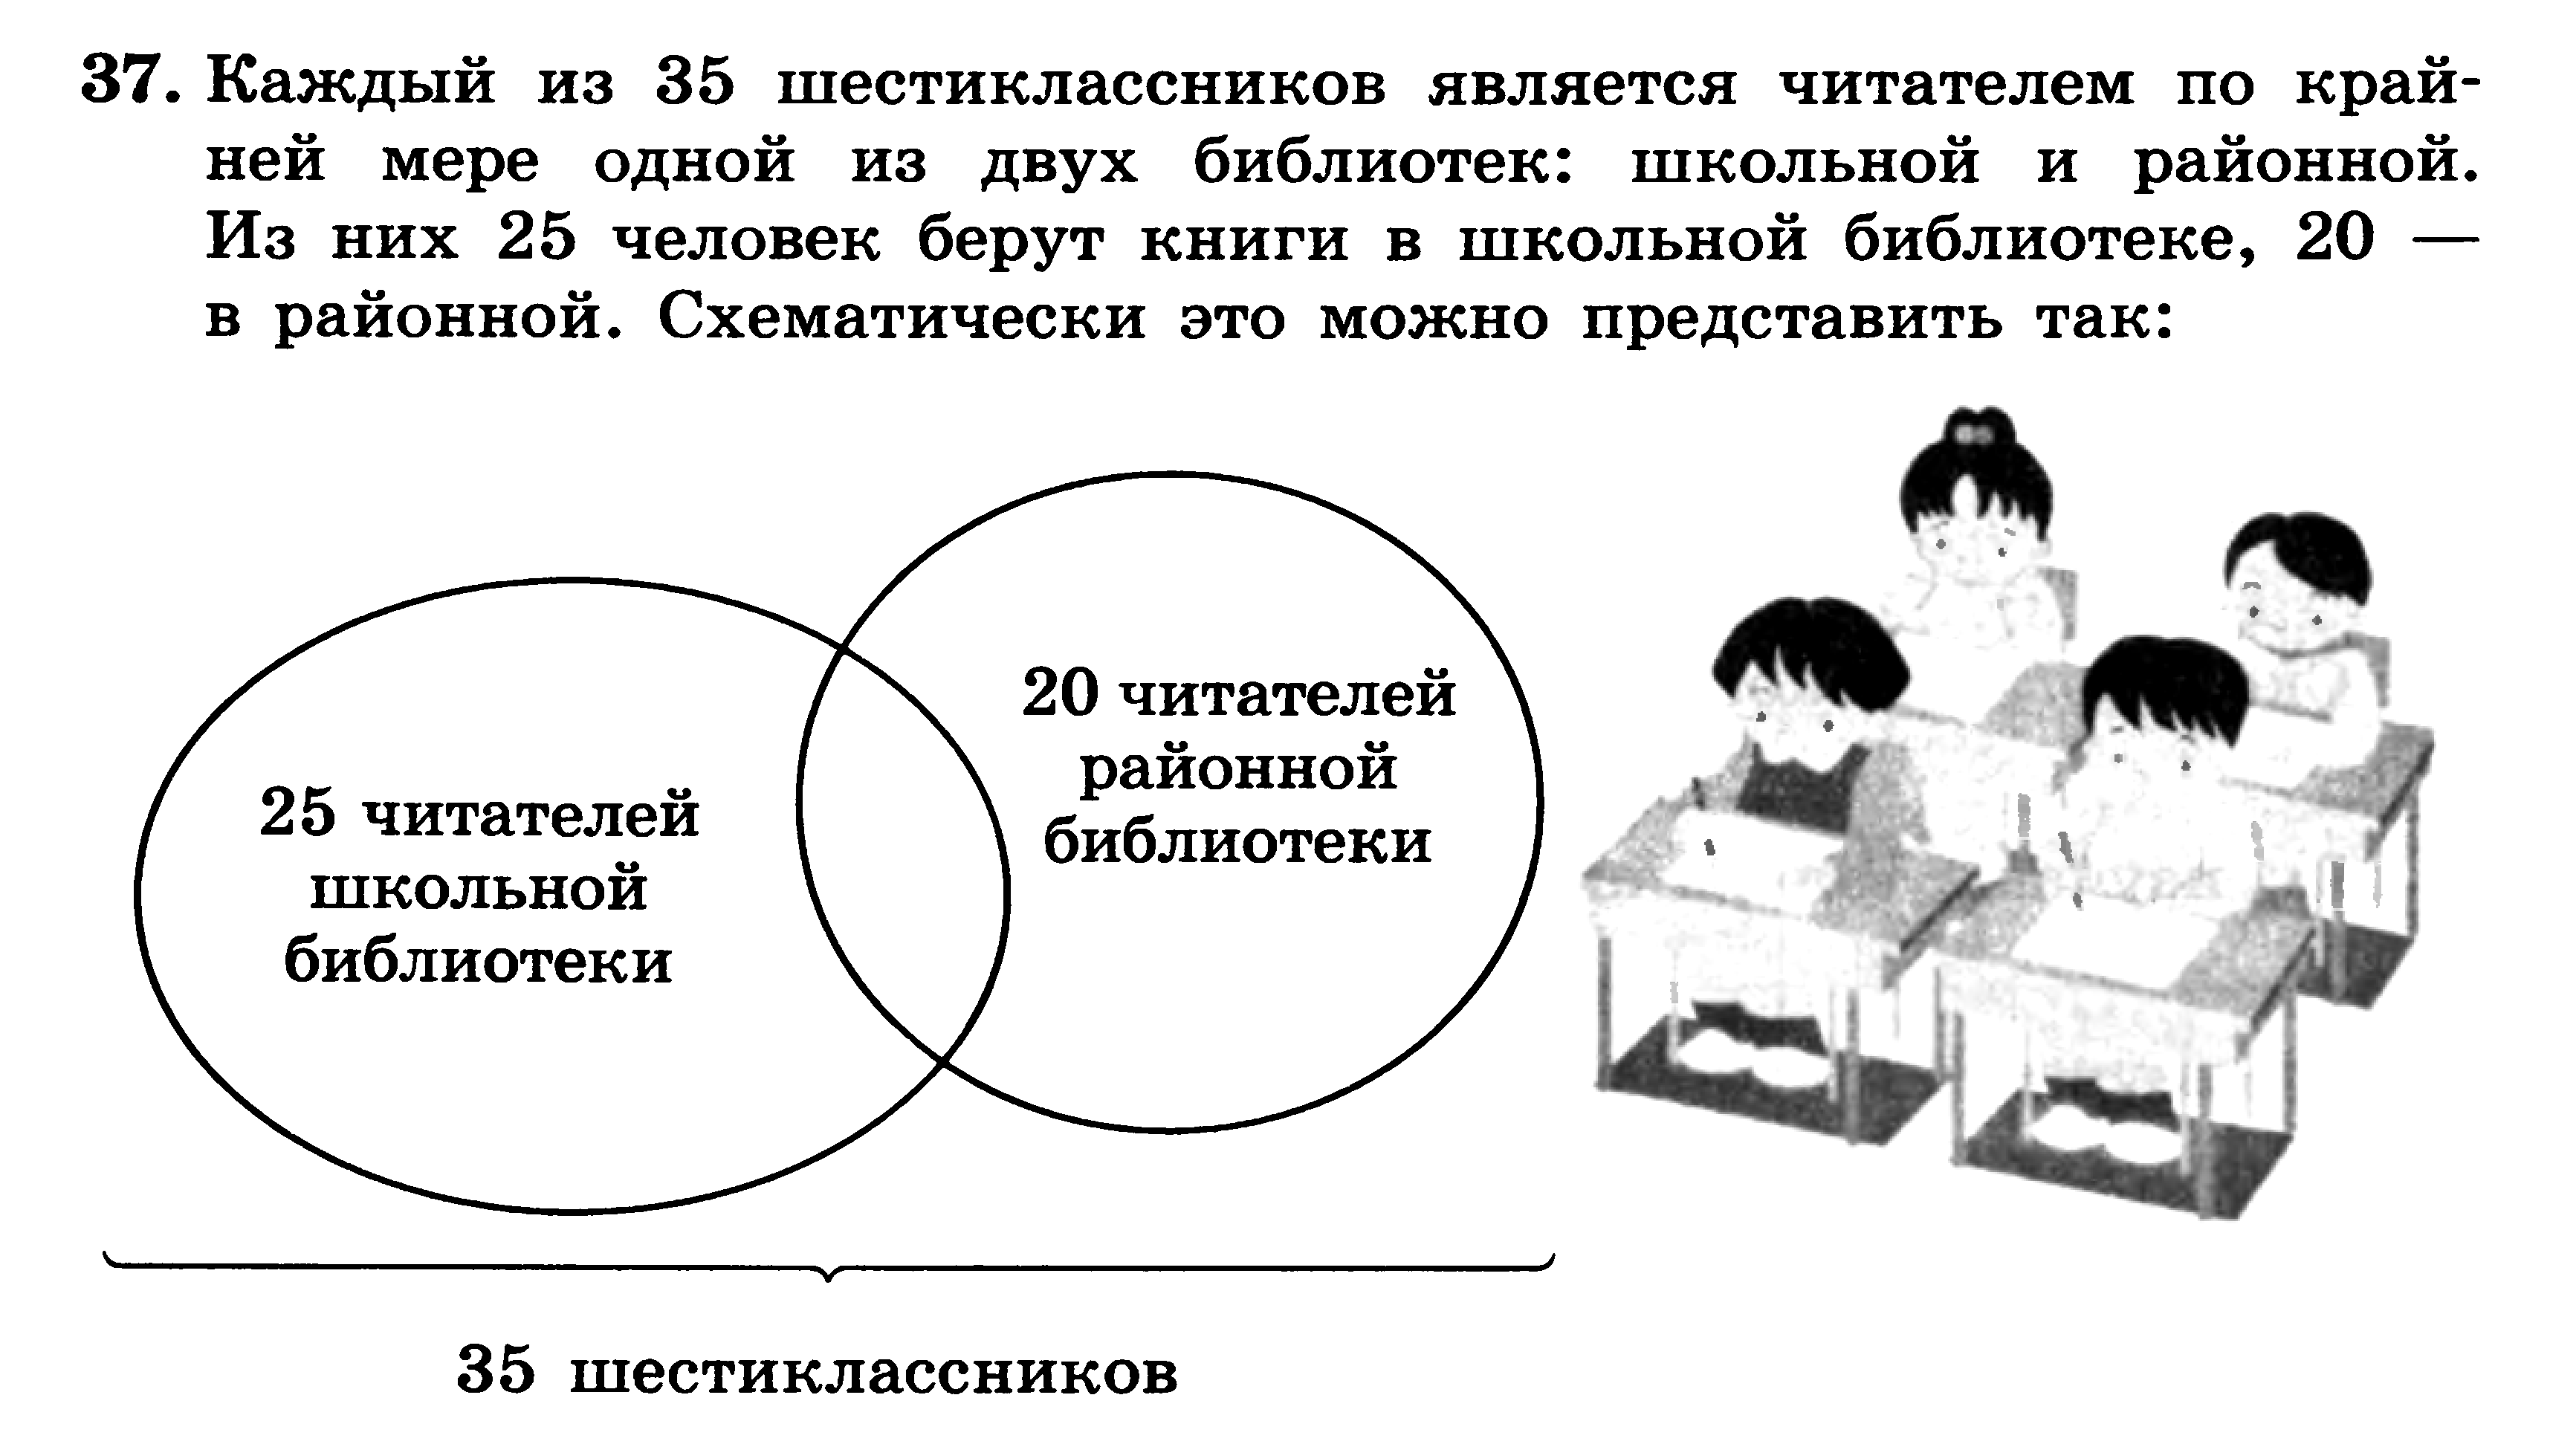 37. Каждый из 35 шестиклассников является читателем по край-
ней мере одной из двух библиотек: школьной и районной.
Из них 25 человек берут книги в школьной библиотеке, 20 —
в районной. Схематически это можно представить так:
20 читателей
районной
библиотеки
25 читателей
школьной
библиотеки
35 шестиклассников